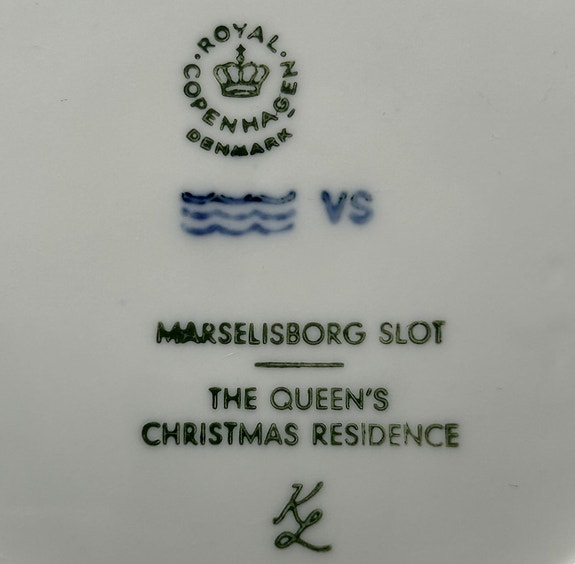 ROYAL
COPENHAGEN
DENMARK
VS
MARSELISBORG SLOT
THE QUEEN'S
CHRISTMAS RESIDENCE
KL